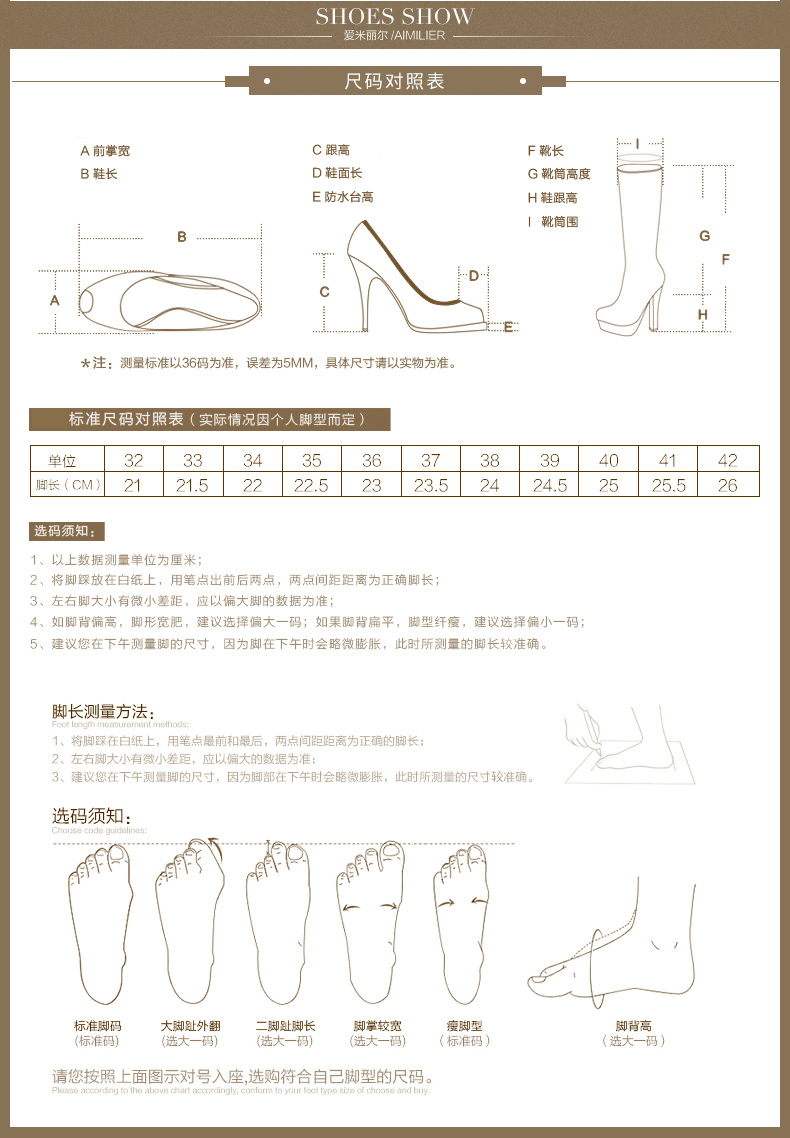 SHOES SHOW
爱米丽尔 /AIMILIER
尺码对照表
A 前掌宽
B 鞋长
C 跟高
D 鞋面长
E 防水台高
F 靴长
G 靴筒高度
H 鞋跟高
I 靴筒围
B
A
C
D
E
I
G
F
H
*注：测量标准以36码为准，误差为5MM，具体尺寸请以实物为准。
标准尺码对照表（实际情况因个人脚型而定）
单位 32 33 34 35 36 37 38 39 40 41 42
脚长（CM） 21 21.5 22 22.5 23 23.5 24 24.5 25 25.5 26
选码须知：
1、以上数据测量单位为厘米；
2、将脚踩放在白纸上，用笔点出前后两点，两点间距距离为正确脚长；
3、左右脚大小有微小差距，应以偏大脚的数据为准；
4、如脚背偏高，脚形宽肥，建议选择偏大一码；如果脚背扁平，脚型纤瘦，建议选择偏小一码；
5、建议您在下午测量脚的尺寸，因为脚在下午时会略微膨胀，此时所测量的脚长较准确。
脚长测量方法：
Foot length measurement methods:
1、将脚踩在白纸上，用笔点最前和最后，两点间距距离为正确的脚长；
2、左右脚大小有微小差距，应以偏大的数据为准；
3、建议您在下午测量脚的尺寸，因为脚部在下午时会略微膨胀，此时所测量的尺寸较准确。
选码须知：
Choose code guidelines:
标准脚码 大脚趾外翻 二脚趾脚长 脚掌较宽 瘦脚型 脚背高
(标准码) (选大一码) (选大一码) (选大一码) (标准码) (选大一码)
请您按照上面图示对号入座,选购符合自己脚型的尺码。
Please according to the above chart accordingly, conform to your foot type size of choose and buy.